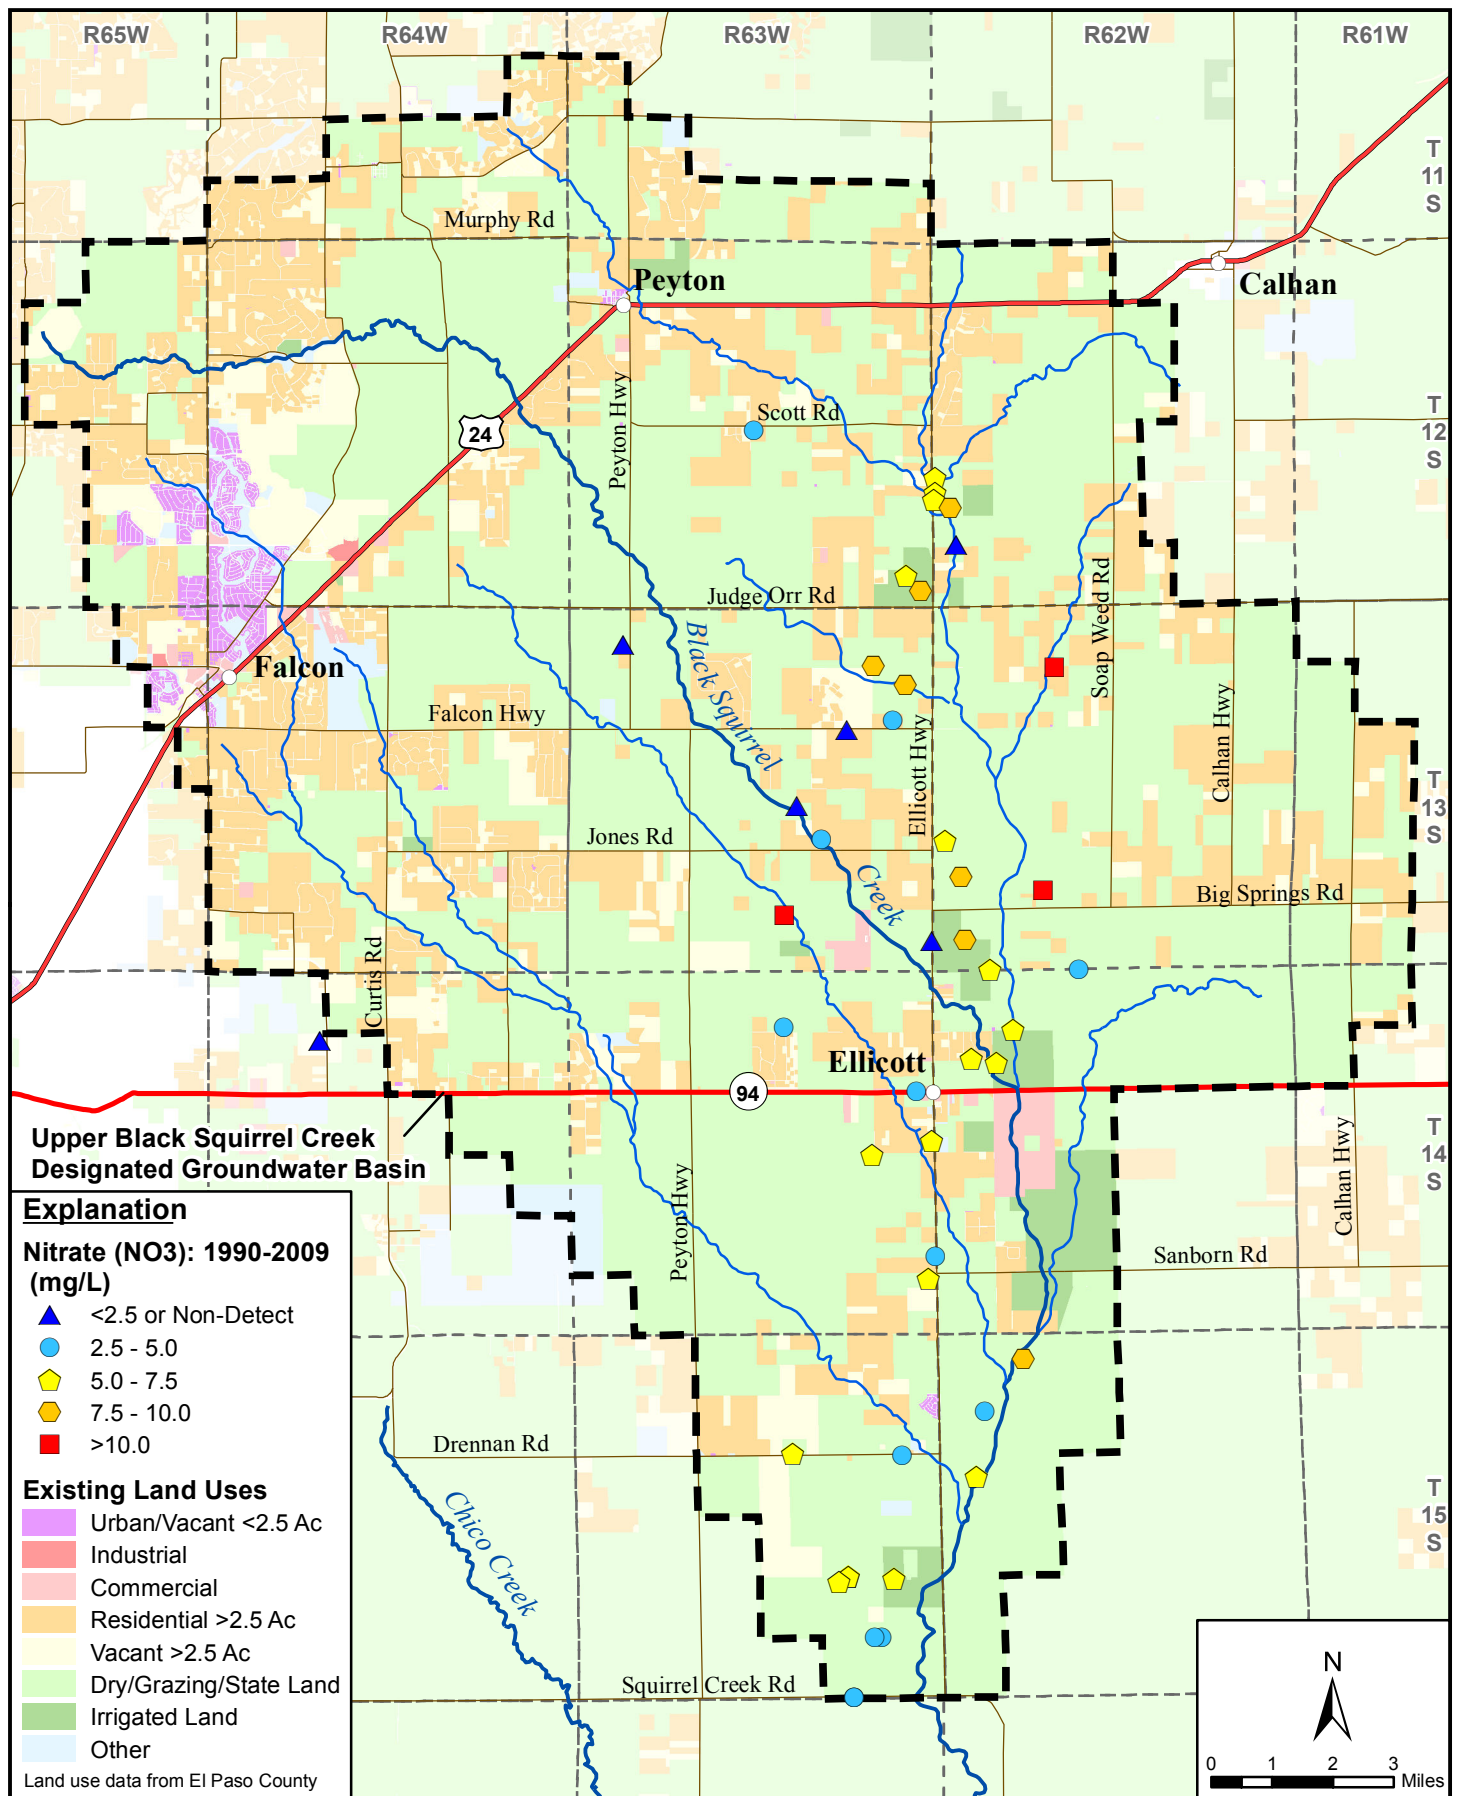 R65W R64W R63W R62W R61W
T
11
S
Murphy Rd
Peyton
Calhan
Peyton Hwy
Scott Rd
24
T
12
S
Judge Orr Rd
Soap Weed Rd
Black Squirrel
Falcon
Falcon Hwy
Ellicott Hwy
Calhan Hwy
T
13
S
Jones Rd
Creek
Big Springs Rd
Curtis Rd
Ellicott
94
Upper Black Squirrel Creek
Designated Groundwater Basin
T
14
S
Peyton Hwy
Calhan Hwy
Sanborn Rd
Drennan Rd
Chico Creek
T
15
S
Squirrel Creek Rd
Explanation
Nitrate (NO3): 1990-2009
(mg/L)
<2.5 or Non-Detect
2.5 - 5.0
5.0 - 7.5
7.5 - 10.0
>10.0
Existing Land Uses
Urban/Vacant <2.5 Ac
Industrial
Commercial
Residential >2.5 Ac
Vacant >2.5 Ac
Dry/Grazing/State Land
Irrigated Land
Other
Land use data from El Paso County
N
0 1 2 3
Miles